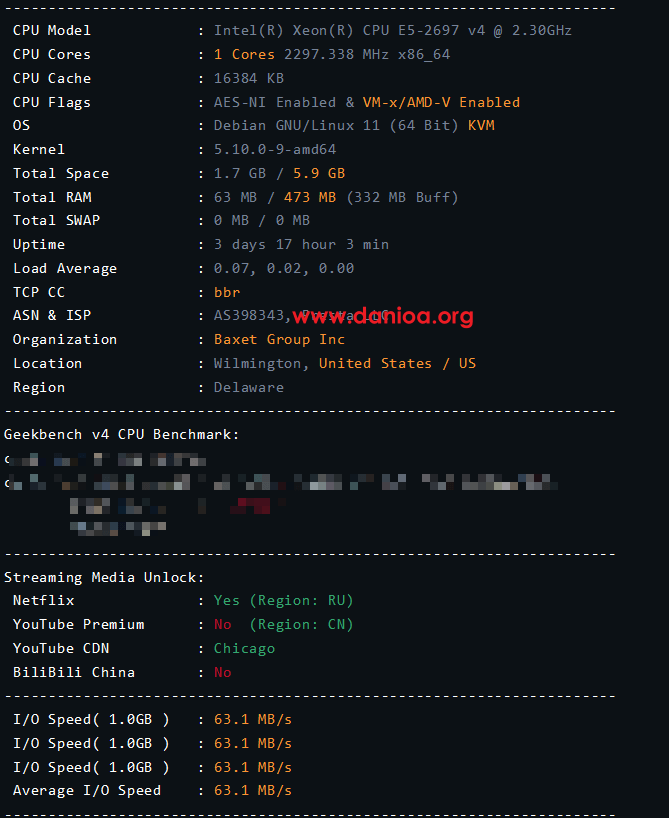 CPU Model : Intel(R) Xeon(R) CPU E5-2697 v4 @ 2.30GHz
CPU Cores : 1 Cores 2297.338 MHz x86_64
CPU Cache : 16384 KB
CPU Flags : AES-NI Enabled & VM-x/AMD-V Enabled
OS : Debian GNU/Linux 11 (64 Bit) KVM
Kernel : 5.10.0-9-amd64
Total Space : 1.7 GB / 5.9 GB
Total RAM : 63 MB / 473 MB (332 MB Buff)
Total SWAP : 0 MB / 0 MB
Uptime : 3 days 17 hour 3 min
Load Average : 0.07, 0.02, 0.00
TCP CC : bbr
ASN & ISP : AS398343,
www.daniao.org
Organization : Baxet Group Inc
Location : Wilmington, United States / US
Region : Delaware
Geekbench v4 CPU Benchmark:
Streaming Media Unlock:
Netflix : Yes (Region: RU)
YouTube Premium : No (Region: CN)
YouTube CDN : Chicago
BiliBili China : No
I/O Speed( 1.0GB ) : 63.1 MB/s
I/O Speed( 1.0GB ) : 63.1 MB/s
I/O Speed( 1.0GB ) : 63.1 MB/s
Average I/O Speed : 63.1 MB/s